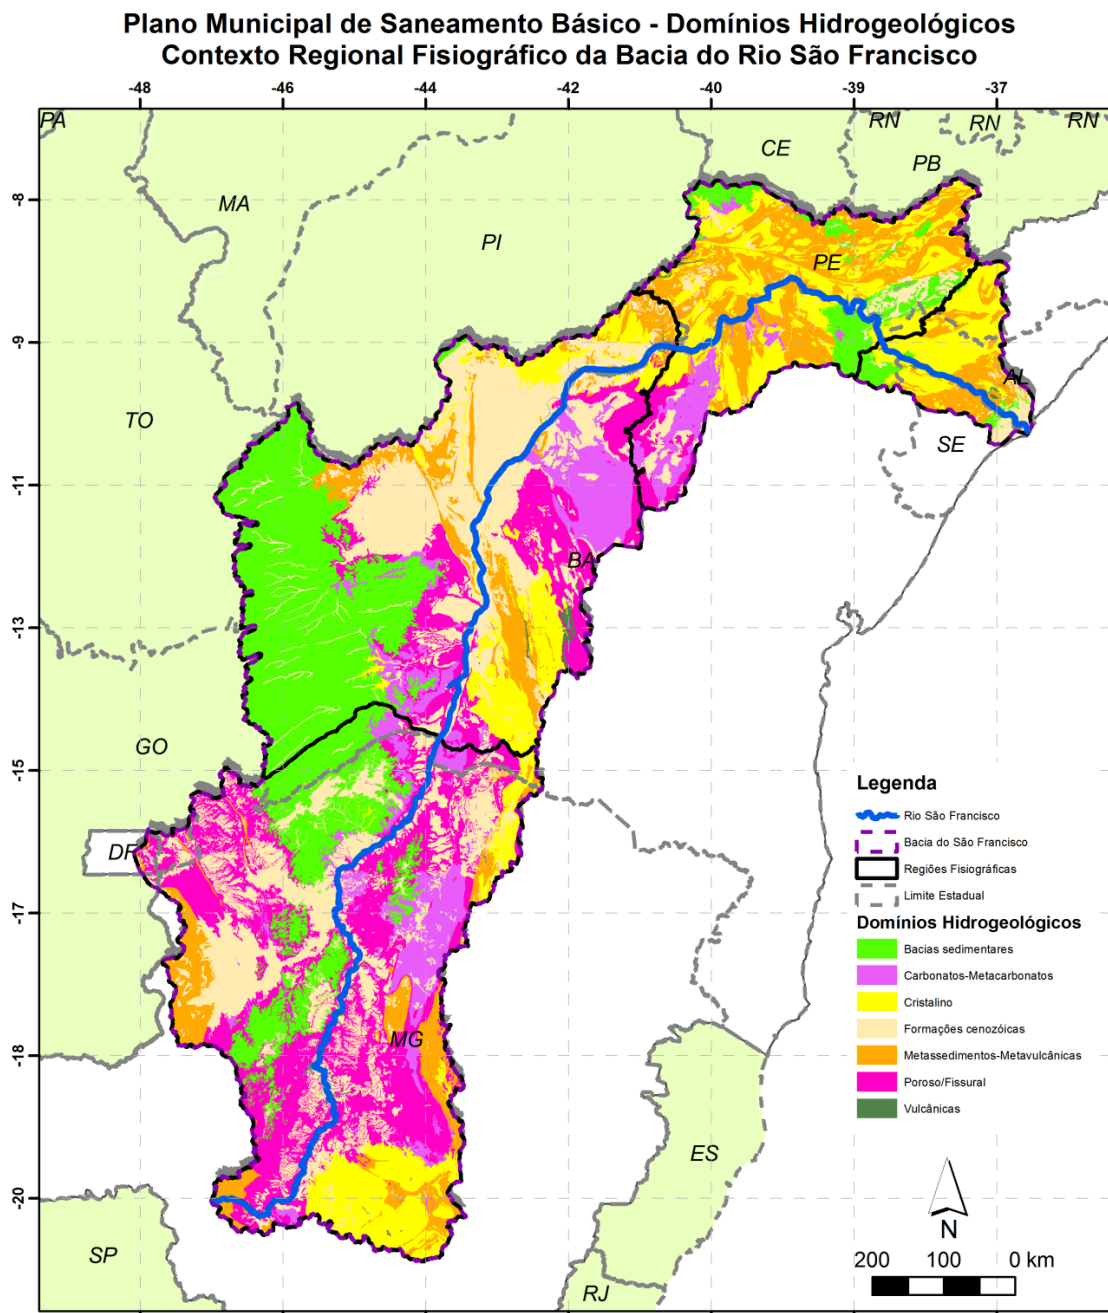 Plano Municipal de Saneamento Básico - Domínios Hidrogeológicos
Contexto Regional Fisiográfico da Bacia do Rio São Francisco
-48 -46 -44 -42 -40 -39 -37
PA
RN
RN
RN
CE
PB
-8
MA
PI
PE
-9
AL
TO
SE
-11
BA
-13
GO
-15
DF
-17
MG
-18
ES
-20
SP
RJ
Legenda
Rio São Francisco
Bacia do São Francisco
Regiões Fisiográficas
Limite Estadual
Domínios Hidrogeológicos
Bacias sedimentares
Carbonatos-Metacarbonatos
Cristalino
Formações cenozóicas
Metassedimentos-Metavulcânicas
Poroso/Fissural
Vulcânicas
N
200 100 0 km